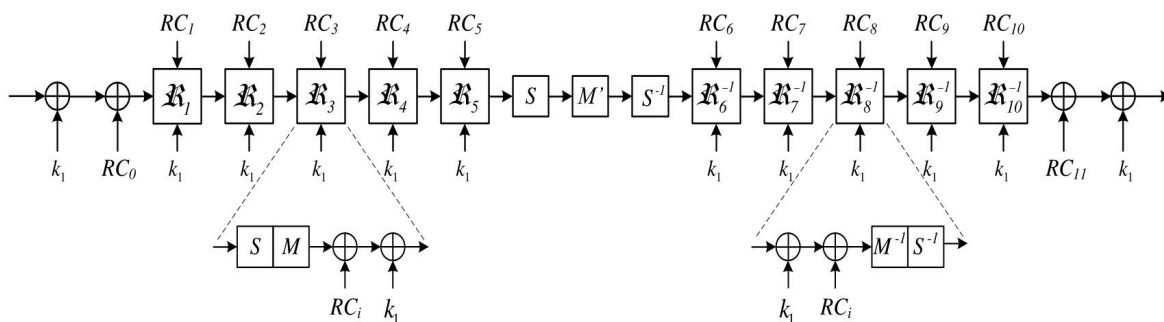 RC₁ RC₂ RC₃ RC₄ RC₅ RC₆ RC₇ RC₈ RC₉ RC₁₀
ℜ₁ ℜ₂ ℜ₃ ℜ₄ ℜ₅ S M' S⁻¹ ℜ₆⁻¹ ℜ₇⁻¹ ℜ₈⁻¹ ℜ₉⁻¹ ℜ₁₀⁻¹
k₁ RC₀ k₁ k₁ k₁ k₁ k₁ k₁ k₁ k₁ k₁ k₁ RC₁₁ k₁
S M M⁻¹ S⁻¹
RCᵢ k₁ k₁ RCᵢ